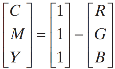 [C] = [1] - [R]
[M] = [1] - [G]
[Y] = [1] - [B]